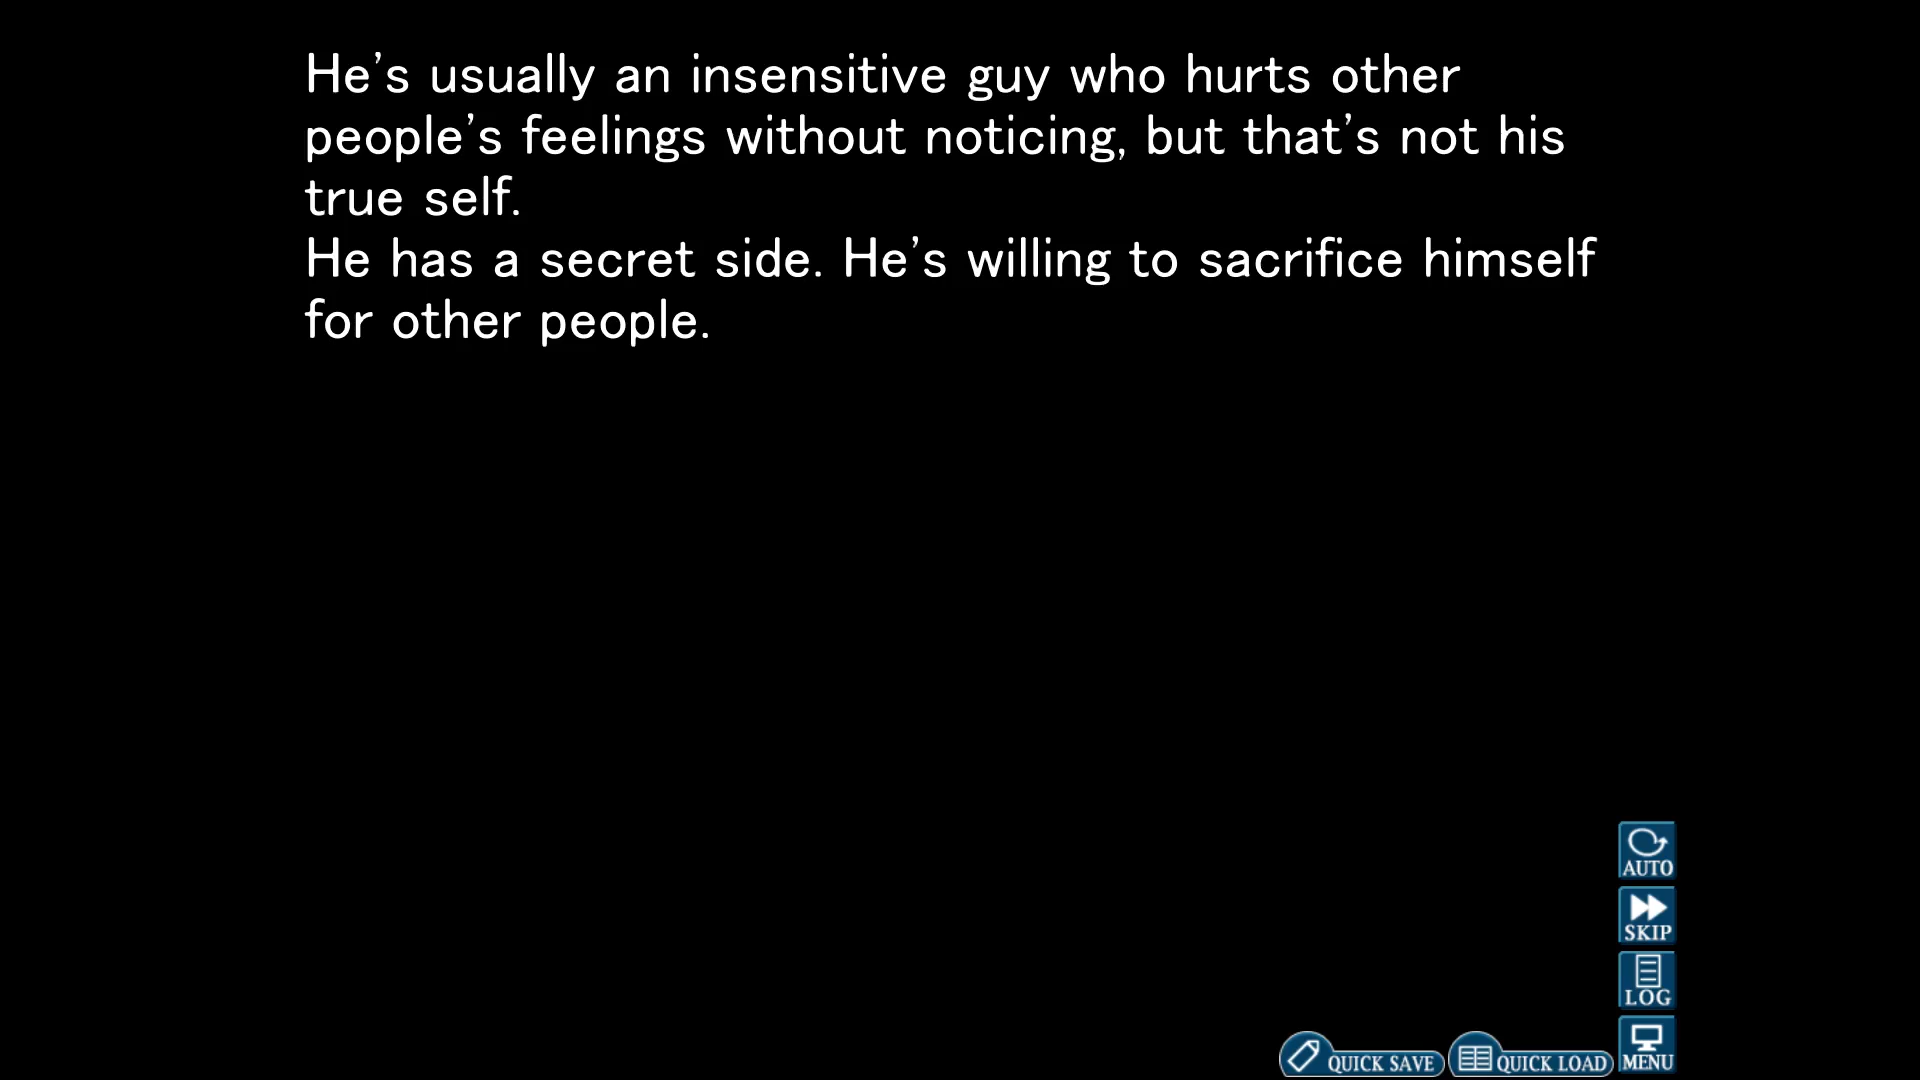 He’s usually an insensitive guy who hurts other
people’s feelings without noticing, but that’s not his
true self.
He has a secret side. He’s willing to sacrifice himself
for other people.
AUTO
SKIP
LOG
QUICK SAVE
QUICK LOAD
MENU